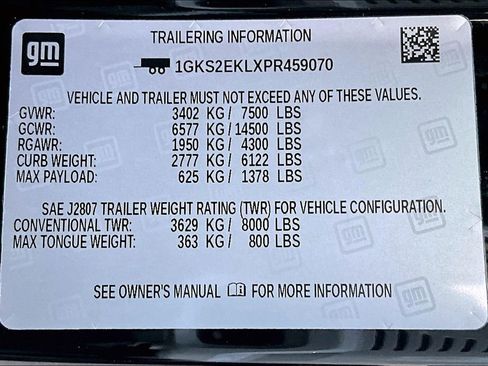 gm
TRAILERING INFORMATION
1GKS2EKLXPR459070
VEHICLE AND TRAILER MUST NOT EXCEED ANY OF THESE VALUES.
GVWR: 3402 KG/ 7500 LBS
GCWR: 6577 KG/ 14500 LBS
RGAWR: 1950 KG/ 4300 LBS
CURB WEIGHT: 2777 KG/ 6122 LBS
MAX PAYLOAD: 625 KG/ 1378 LBS
SAE J2807 TRAILER WEIGHT RATING (TWR) FOR VEHICLE CONFIGURATION.
CONVENTIONAL TWR: 3629 KG/ 8000 LBS
MAX TONGUE WEIGHT: 363 KG/ 800 LBS
SEE OWNER'S MANUAL FOR MORE INFORMATION